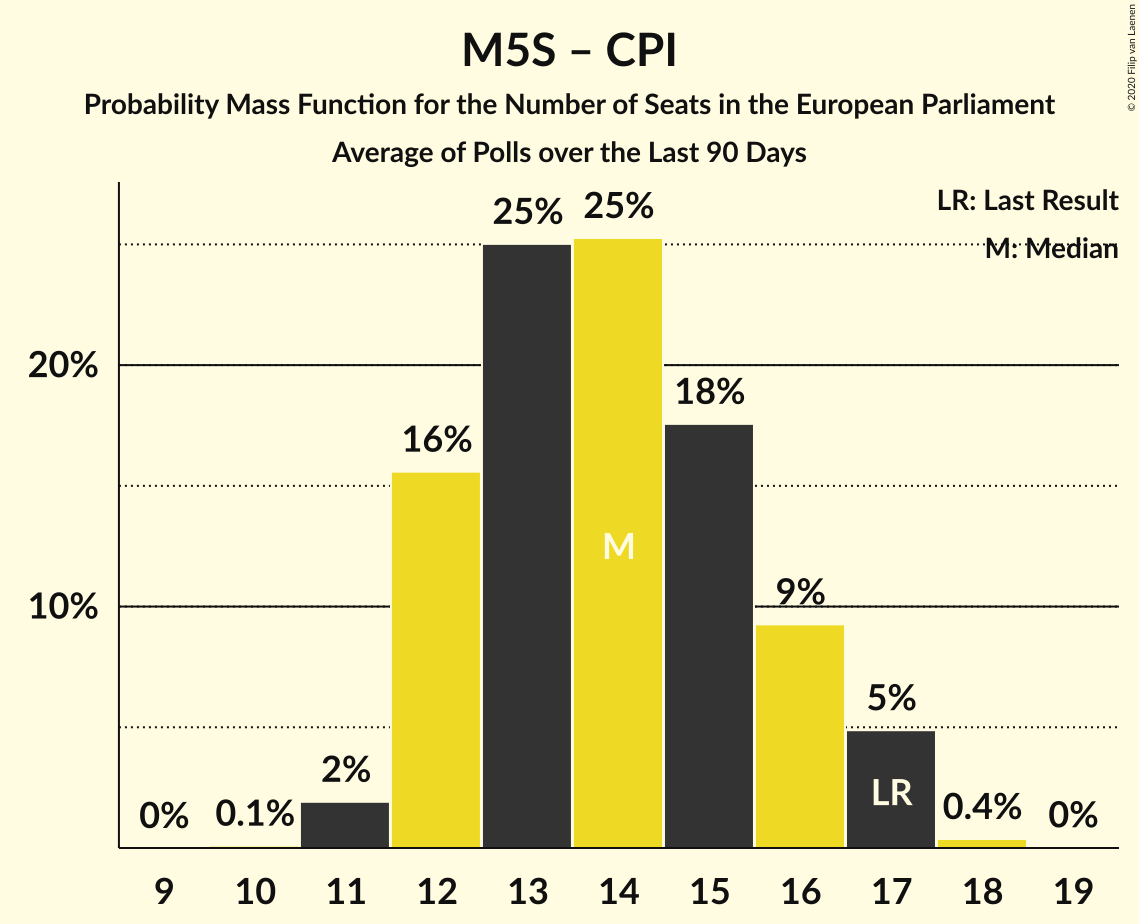 M5S – CPI
Probability Mass Function for the Number of Seats in the European Parliament
Average of Polls over the Last 90 Days
© 2020 Filip van Laenen
LR: Last Result
M: Median
20%
10%
0%
0.1%
2%
16%
25%
25%
18%
9%
5%
0.4%
0%
M
LR
9 10 11 12 13 14 15 16 17 18 19